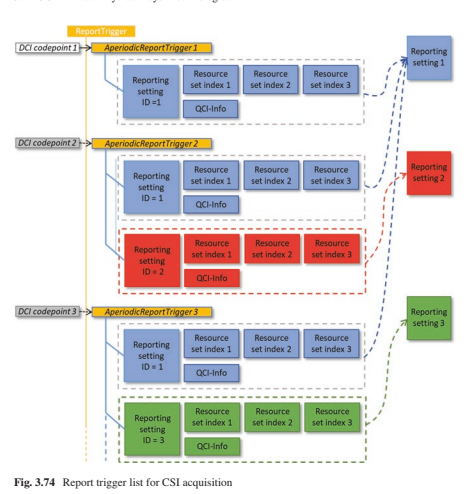 ReportTrigger
DCI codepoint 1
AperiodicReportTrigger 1
Reporting
setting 1
Reporting
setting
ID =1
Resource
set index 1
Resource
set index 2
Resource
set index 3
QCI-Info
DCI codepoint 2
AperiodicReportTrigger 2
Reporting
setting
ID = 1
Resource
set index 1
Resource
set index 2
Resource
set index 3
QCI-Info
Reporting
setting 2
Reporting
setting
ID = 2
Resource
set index 1
Resource
set index 2
Resource
set index 3
QCI-Info
DCI codepoint 3
AperiodicReportTrigger 3
Reporting
setting 3
Reporting
setting
ID = 1
Resource
set index 1
Resource
set index 2
Resource
set index 3
QCI-Info
Reporting
setting
ID = 3
Resource
set index 1
Resource
set index 2
Resource
set index 3
QCI-Info
Fig. 3.74 Report trigger list for CSI acquisition